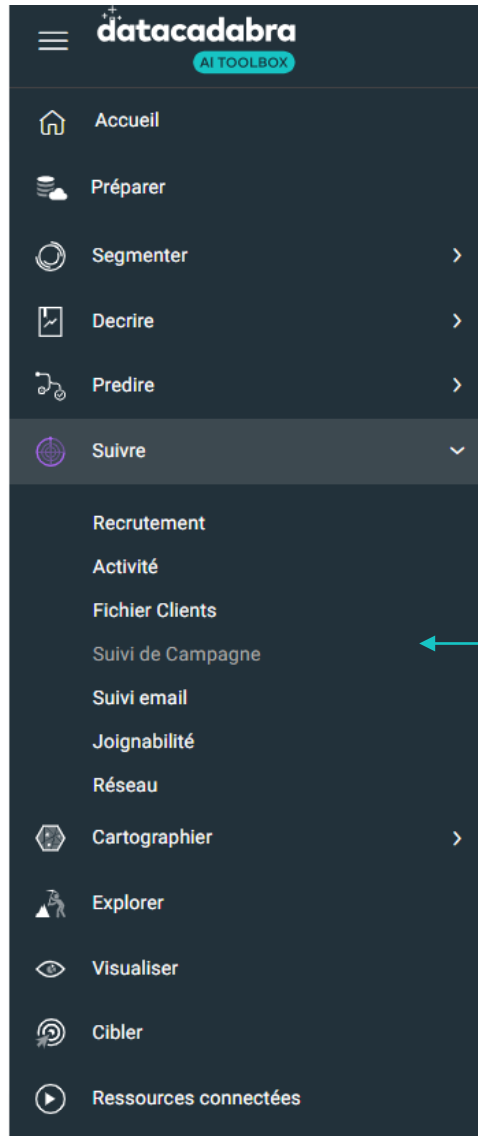 datacadabra
AI TOOLBOX
Accueil
Préparer
Segmenter
Decrire
Predire
Suivre
Recrutement
Activité
Fichier Clients
Suivi de Campagne
Suivi email
Joignabilité
Réseau
Cartographier
Explorer
Visualiser
Cibler
Ressources connectées